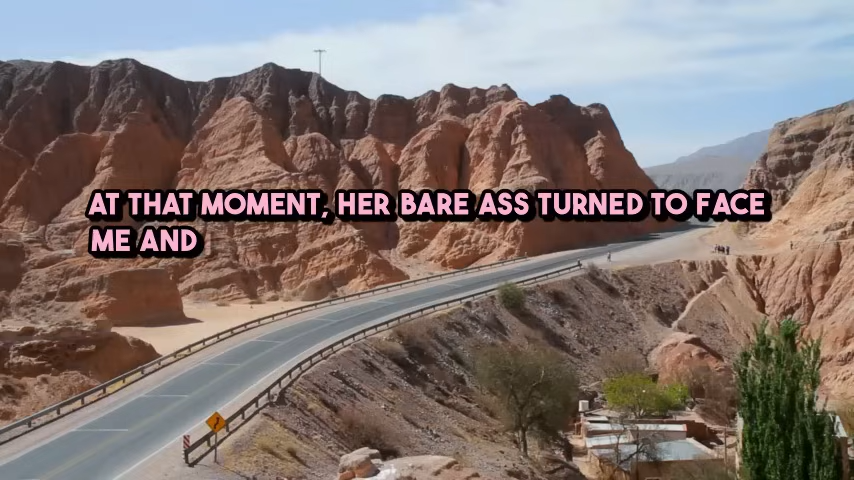 AT THAT MOMENT, HER BARE ASS TURNED TO FACE
ME AND